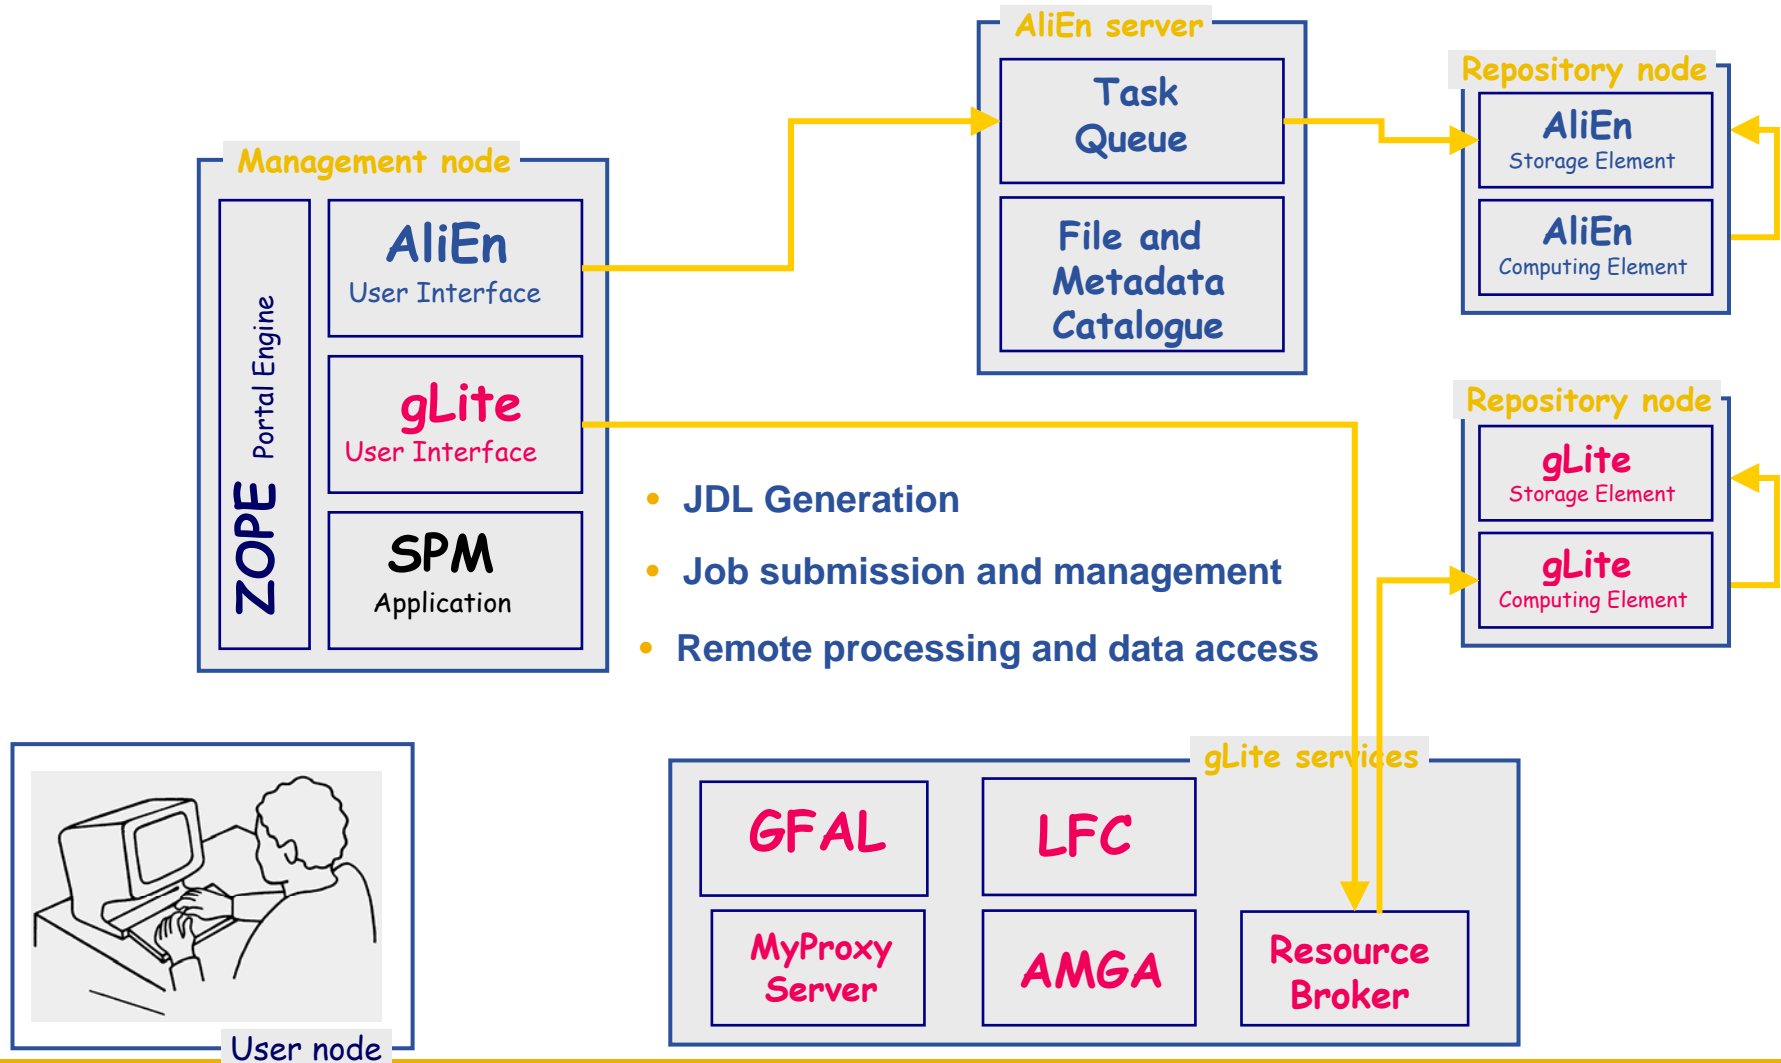 AliEn server
Task
Queue
File and
Metadata
Catalogue
Repository node
AliEn
Storage Element
AliEn
Computing Element
Management node
ZOPE Portal Engine
AliEn
User Interface
gLite
User Interface
SPM
Application
Repository node
gLite
Storage Element
gLite
Computing Element
• JDL Generation
• Job submission and management
• Remote processing and data access
gLite services
GFAL
LFC
MyProxy
Server
AMGA
Resource
Broker
User node